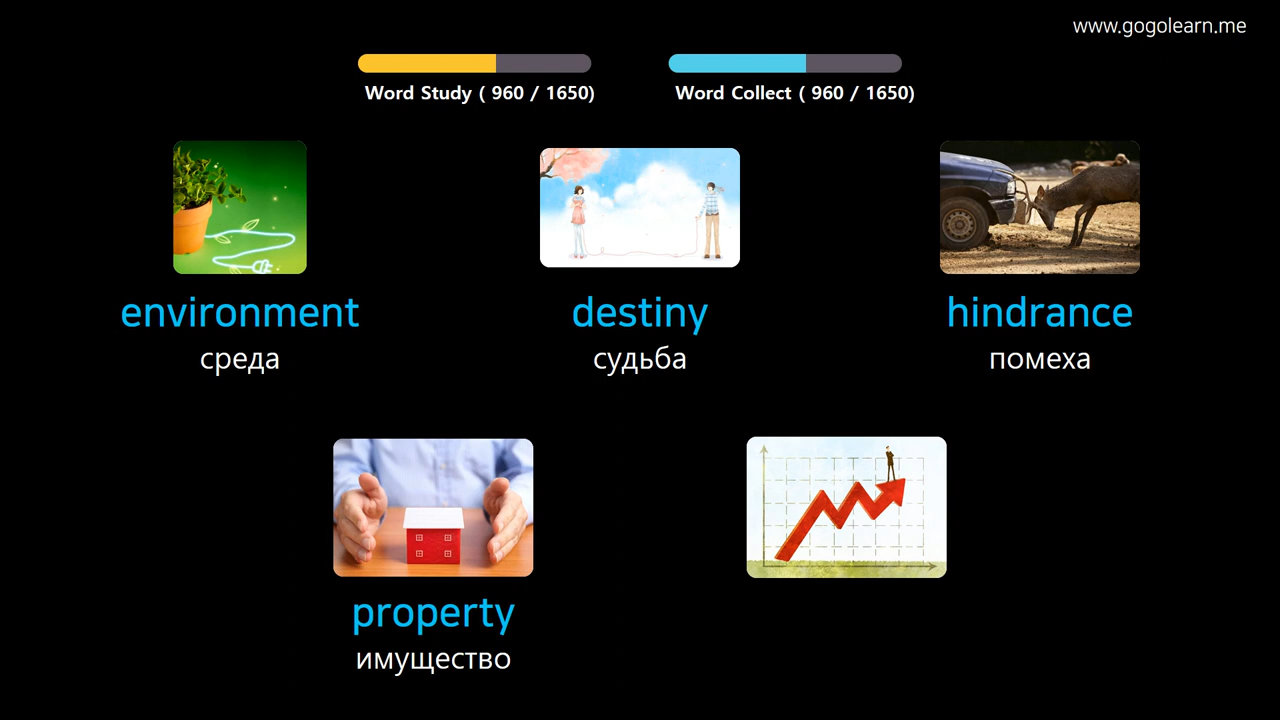 www.gogolearn.me
Word Study ( 960 / 1650)
Word Collect ( 960 / 1650)
environment
среда
destiny
судьба
hindrance
помеха
property
имущество